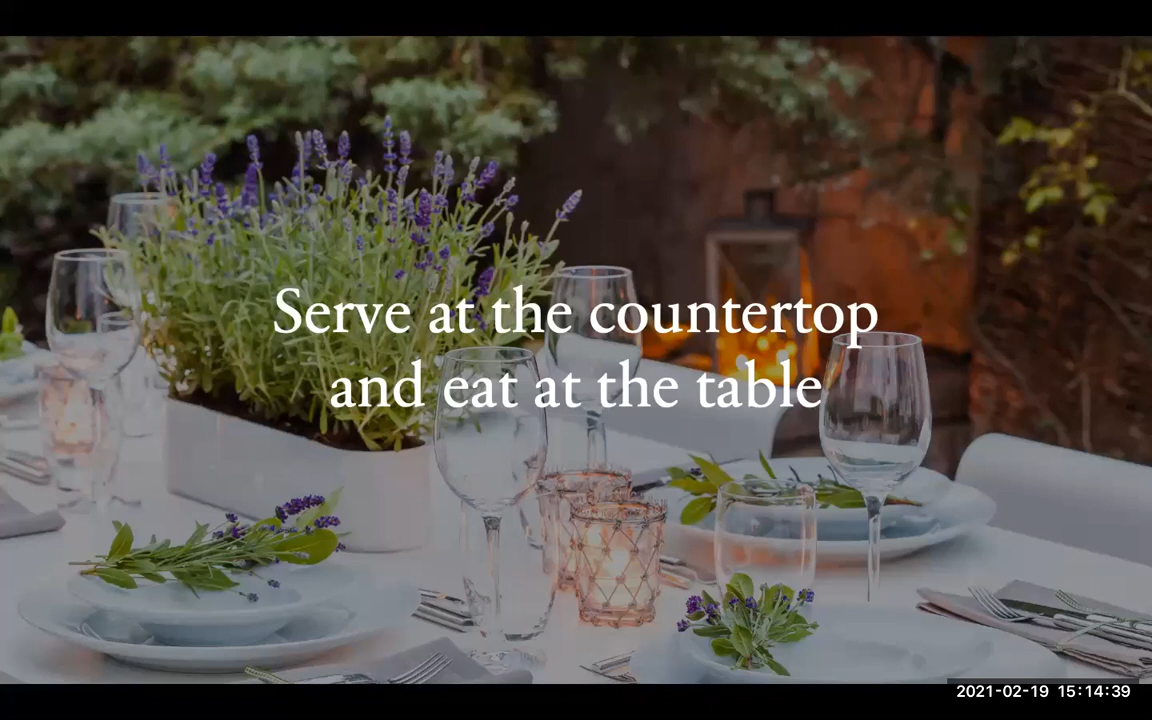 Serve at the countertop
and eat at the table
2021-02-19 15:14:39